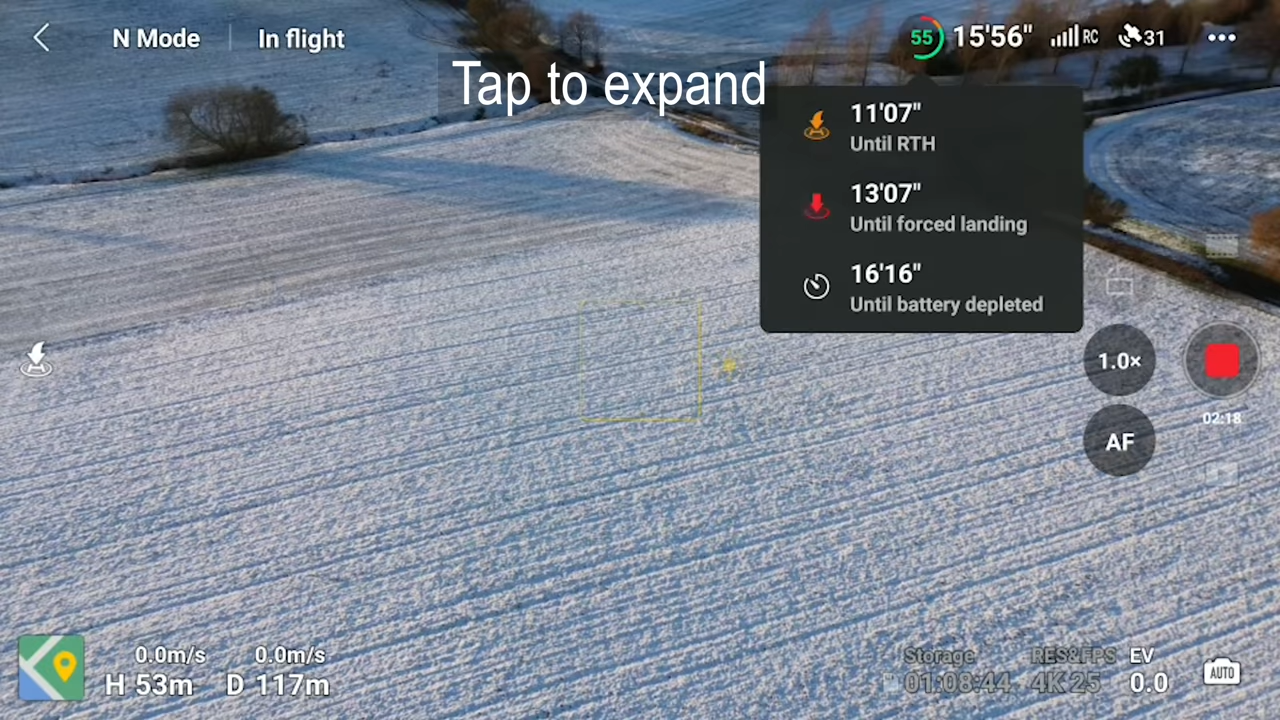 N Mode In flight 55 15'56" RC 31
Tap to expand
11'07"
Until RTH
13'07"
Until forced landing
16'16"
Until battery depleted
1.0×
02:18
AF
0.0m/s 0.0m/s Storage RES&FPS EV
H 53m D 117m 01:08:44 4K 25 0.0 AUTO